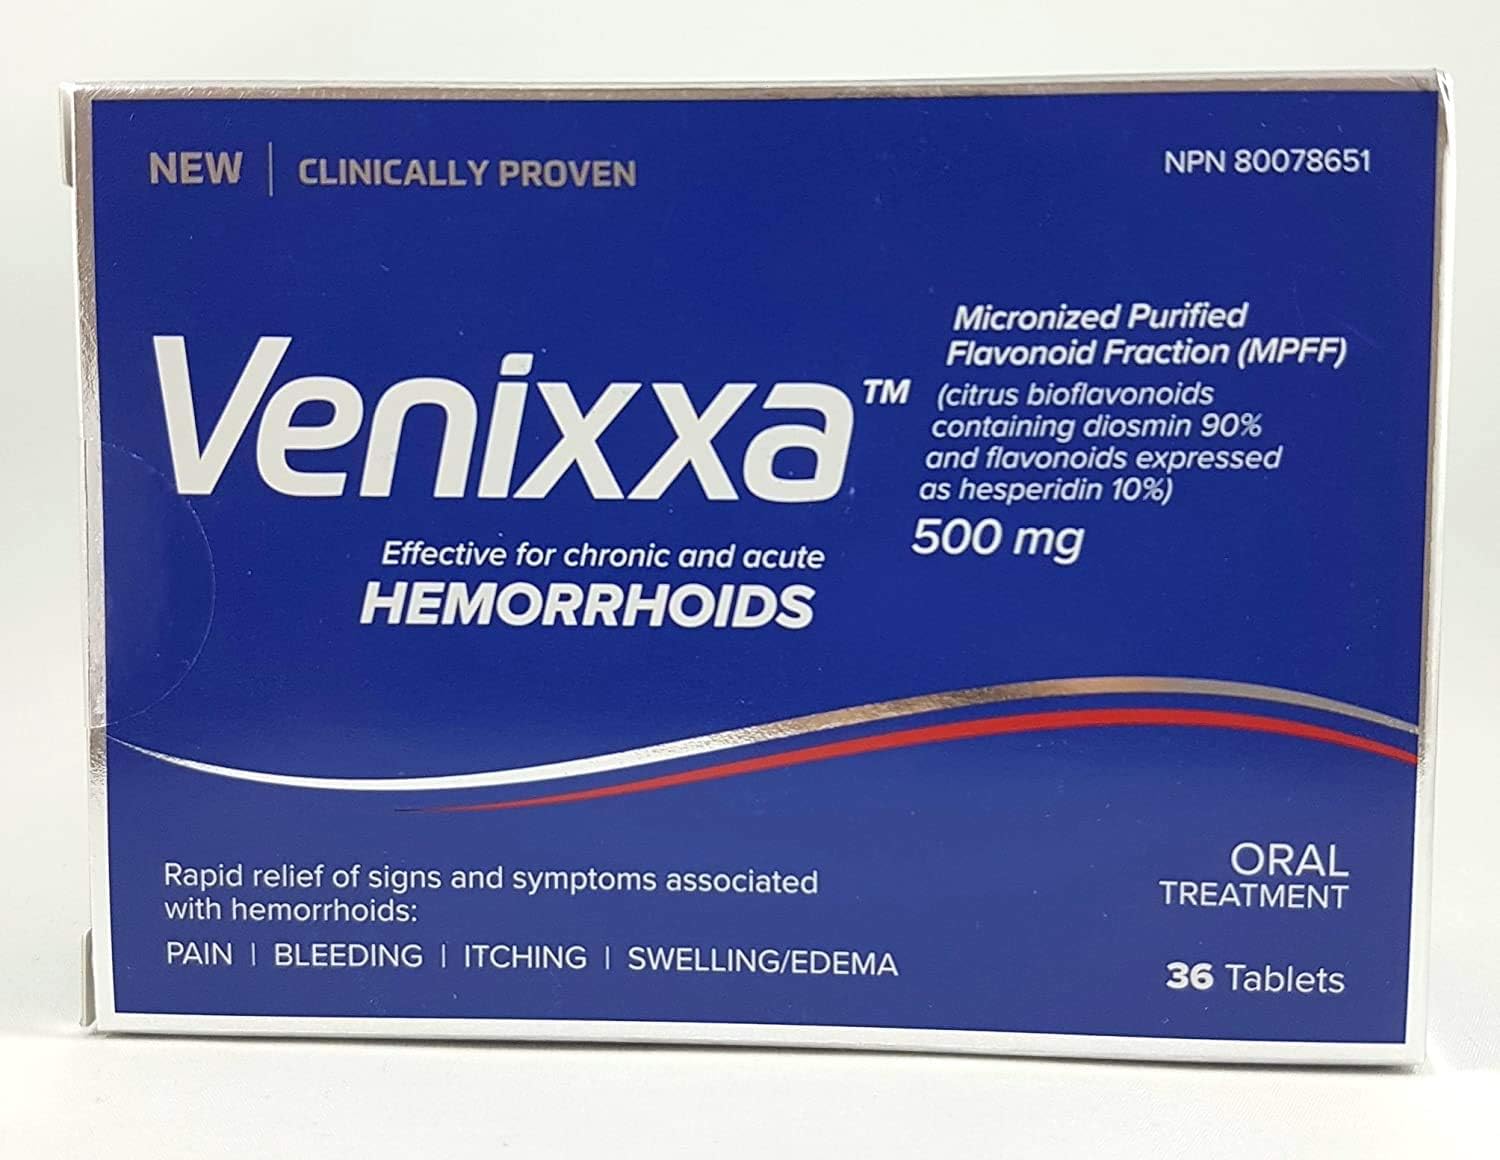 NEW | CLINICALLY PROVEN
NPN 80078651
Venixxa™
Effective for chronic and acute
HEMORRHOIDS
Micronized Purified
Flavonoid Fraction (MPFF)
(citrus bioflavonoids
containing diosmin 90%
and flavonoids expressed
as hesperidin 10%)
500 mg
Rapid relief of signs and symptoms associated
with hemorrhoids:
PAIN | BLEEDING | ITCHING | SWELLING/EDEMA
ORAL
TREATMENT
36 Tablets